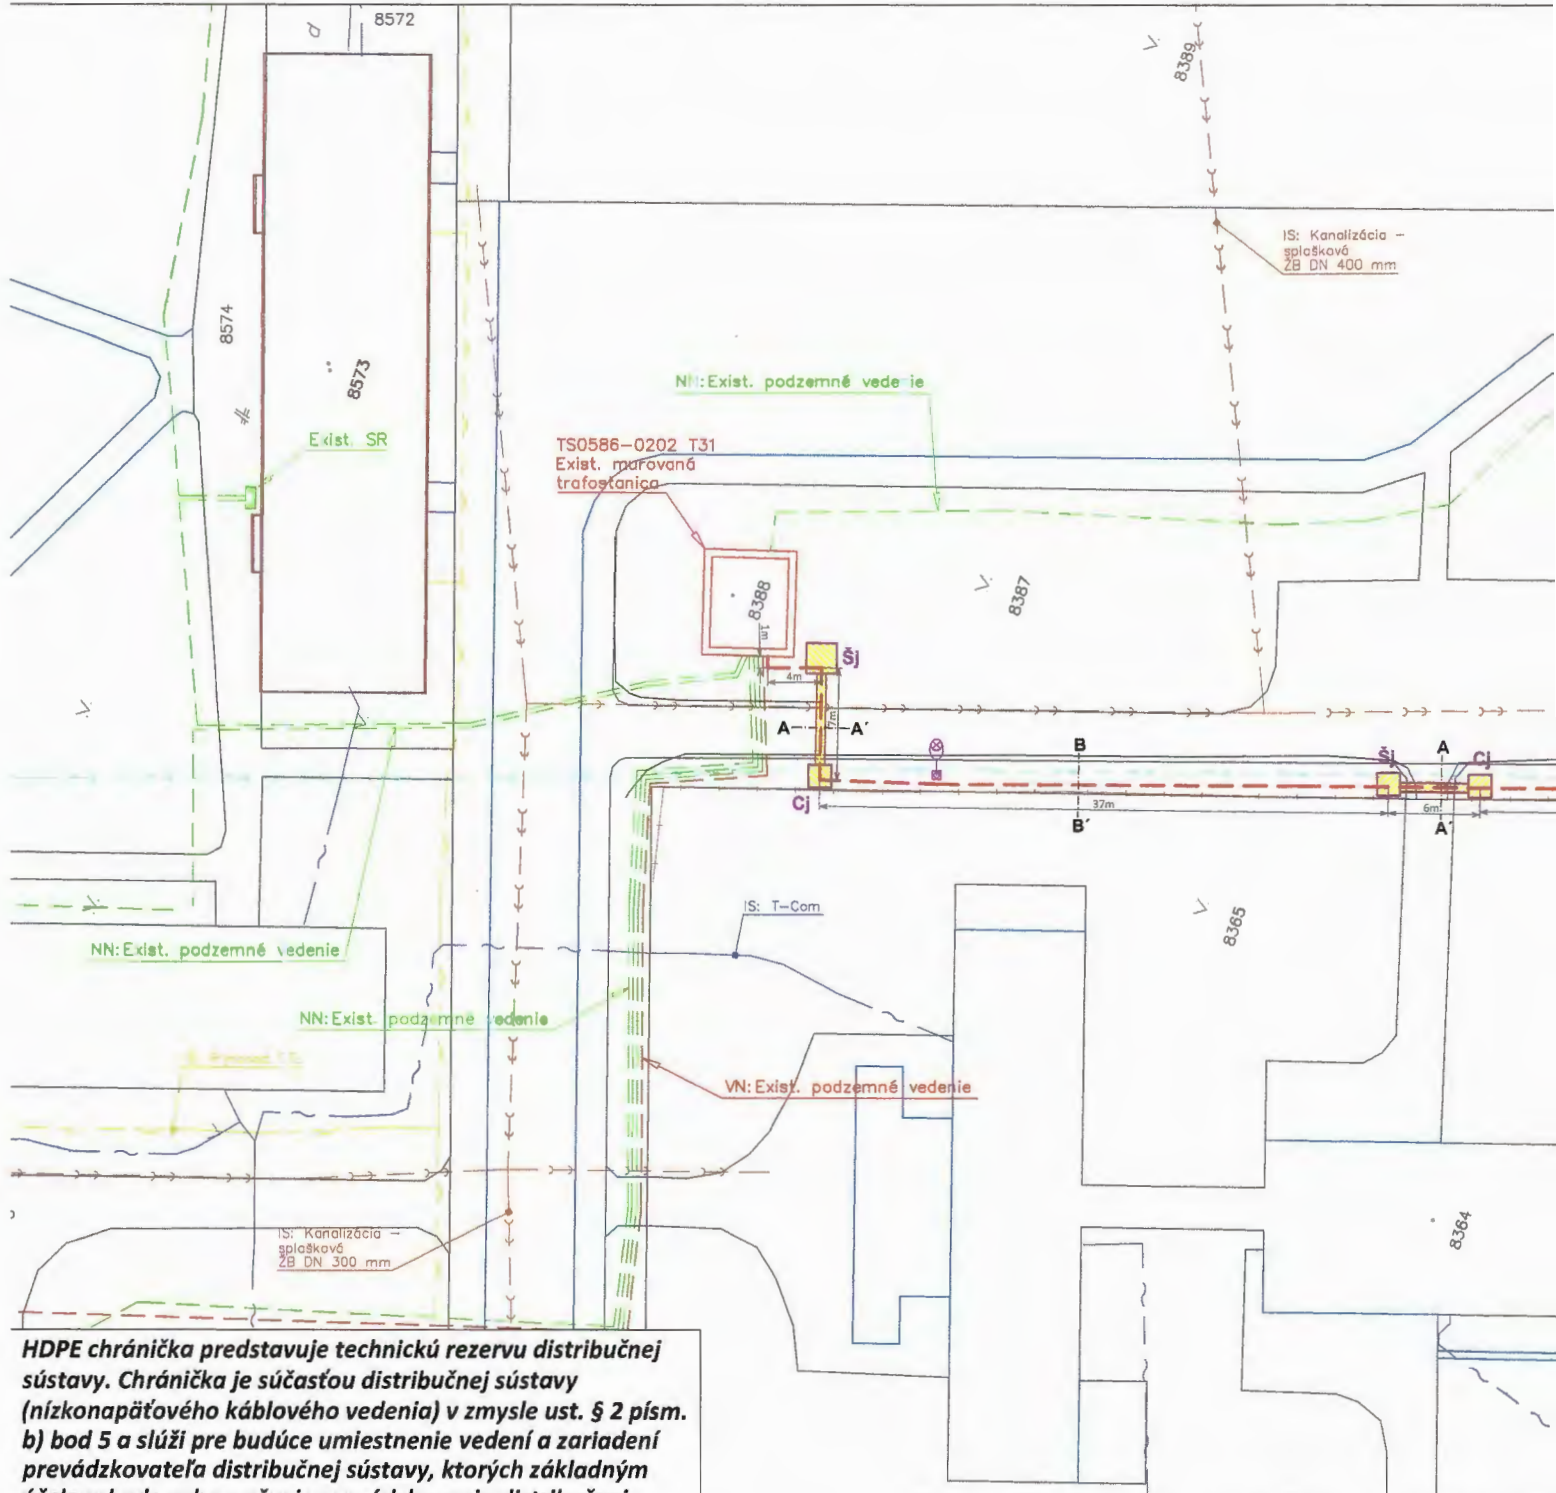 8572
8389
IS: Kanalizácia –
splašková
ŽB DN 400 mm
8574
8573
NN:Exist. podzemné vedenie
Exist. SR
TS0586-0202 T31
Exist. murovaná
trafostanica
8388
8387
1m
Šj
4m
7m
A
A´
B
Šj
A
Cj
Cj
37m
6m
B´
A´
IS: T-Com
8365
NN:Exist. podzemné vedenie
NN:Exist. podzemné vedenie
VN:Exist. podzemné vedenie
IS: Kanalizácia –
splašková
ŽB DN 300 mm
8364
HDPE chránička predstavuje technickú rezervu distribučnej
sústavy. Chránička je súčasťou distribučnej sústavy
(nízkonapäťového káblového vedenia) v zmysle ust. § 2 písm.
b) bod 5 a slúži pre budúce umiestnenie vedení a zariadení
prevádzkovateľa distribučnej sústavy, ktorých základným